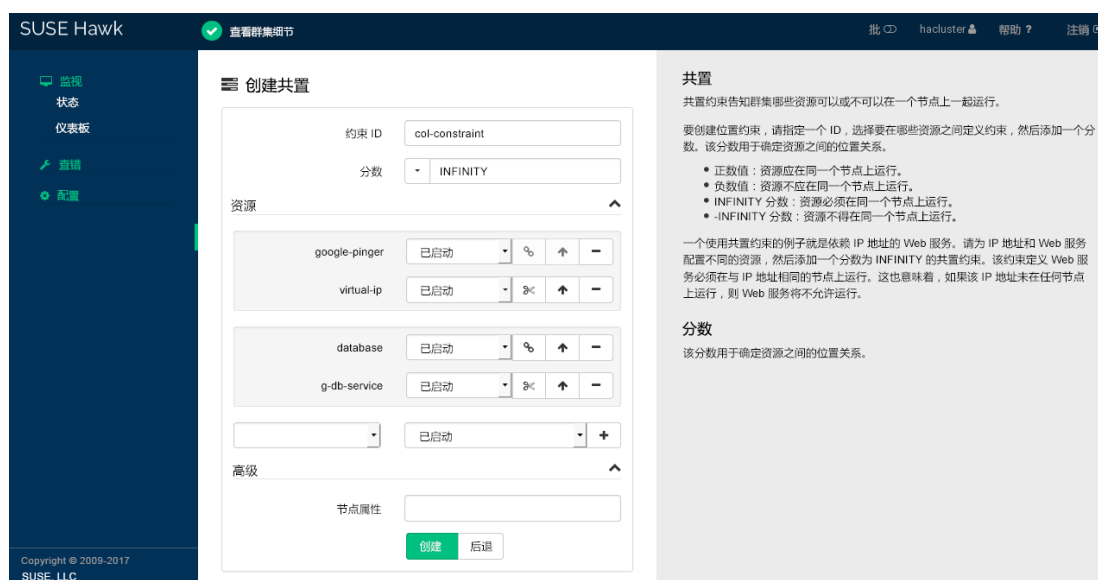 SUSE Hawk
查看群集细节
批
hacluster
帮助 ?
注销
监视
状态
仪表板
查错
配置
创建共置
约束 ID
col-constraint
分数
INFINITY
资源
google-pinger
已启动
virtual-ip
已启动
database
已启动
g-db-service
已启动
已启动
高级
节点属性
创建
后退
Copyright © 2009-2017
SUSE, LLC
共置
共置约束告知群集哪些资源可以或不可以在一个节点上一起运行。
要创建位置约束，请指定一个 ID，选择要在哪些资源之间定义约束，然后添加一个分
数。该分数用于确定资源之间的位置关系。
• 正数值：资源应在同一个节点上运行。
• 负数值：资源不应在同一个节点上运行。
• INFINITY 分数：资源必须在同一个节点上运行。
• -INFINITY 分数：资源不得在同一个节点上运行。
一个使用共置约束的例子就是依赖 IP 地址的 Web 服务。请为 IP 地址和 Web 服务
配置不同的资源，然后添加一个分数为 INFINITY 的共置约束。该约束定义 Web 服
务必须在与 IP 地址相同的节点上运行。这也意味着，如果该 IP 地址未在任何节点
上运行，则 Web 服务将不允许运行。
分数
该分数用于确定资源之间的位置关系。